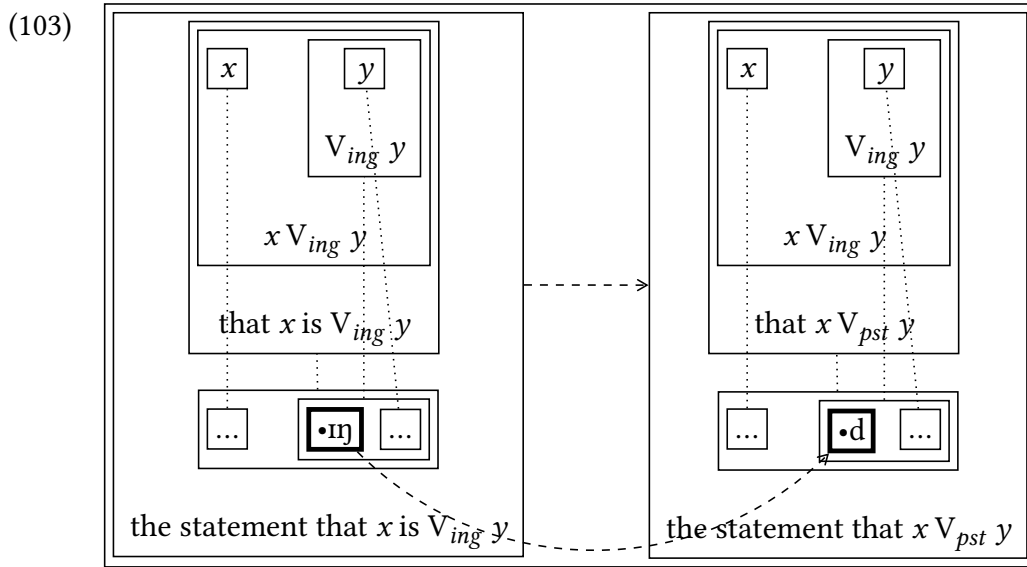 (103)
x y x y
V_ing y V_ing y
x V_ing y x V_ing y
that x is V_ing y that x V_pst y
... •ɪŋ ... ... •d ...
the statement that x is V_ing y the statement that x V_pst y